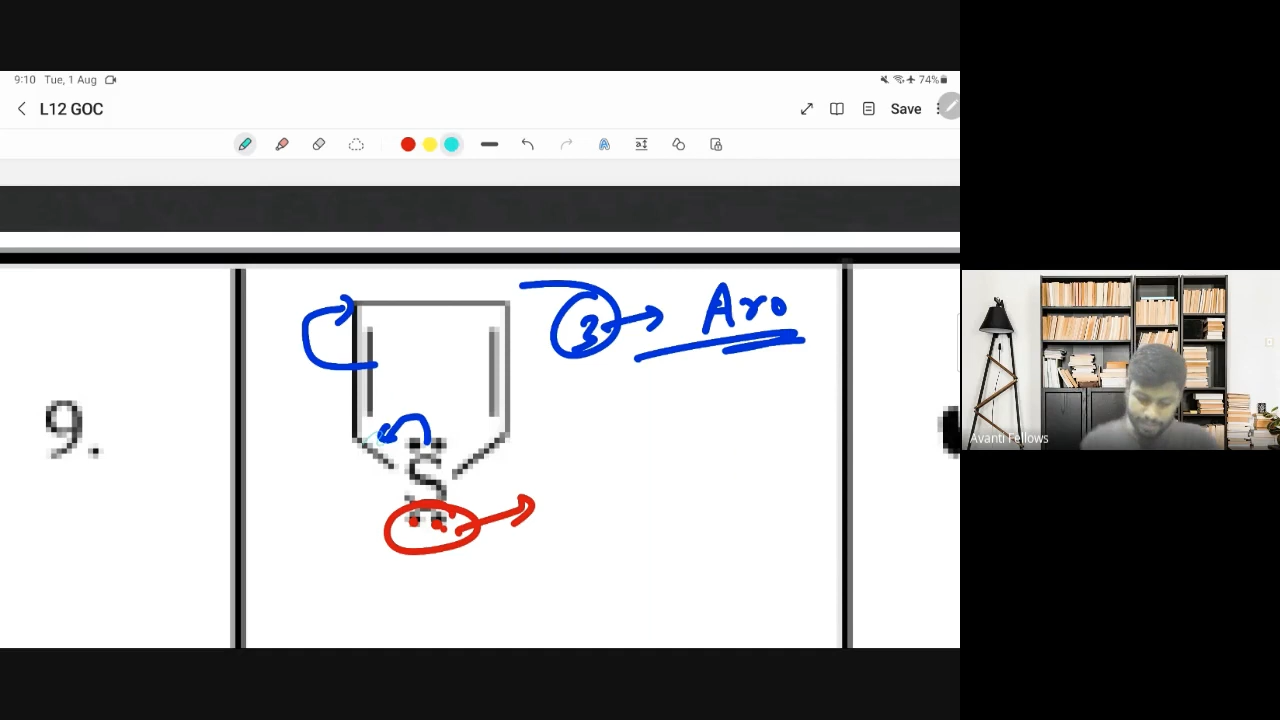 9:10 Tue, 1 Aug 74%
L12 GOC Save
3 → Aro
9.
S
Avanti Fellows